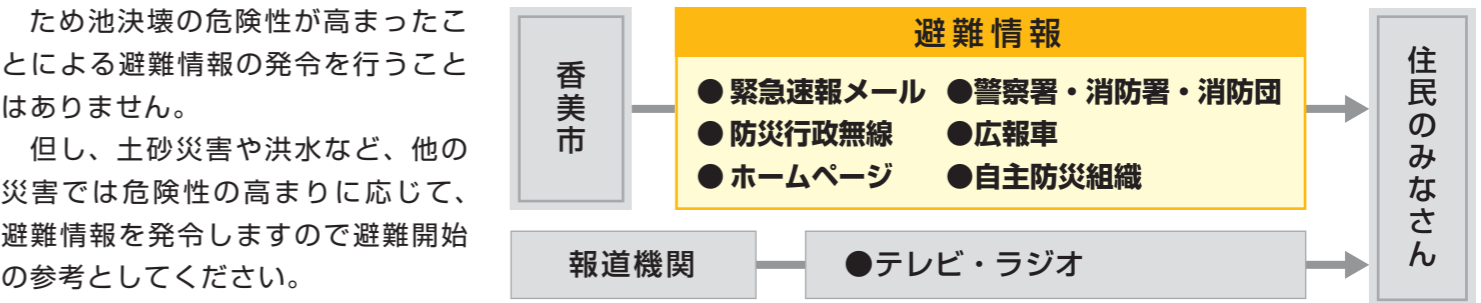 ため池決壊の危険性が高まったこ
とによる避難情報の発令を行うこと
はありません。
但し、土砂災害や洪水など、他の
災害では危険性の高まりに応じて、
避難情報を発令しますので避難開始
の参考としてください。
香美市
避難情報
●緊急速報メール ●警察署・消防署・消防団
●防災行政無線 ●広報車
●ホームページ ●自主防災組織
報道機関
●テレビ・ラジオ
住民のみなさん